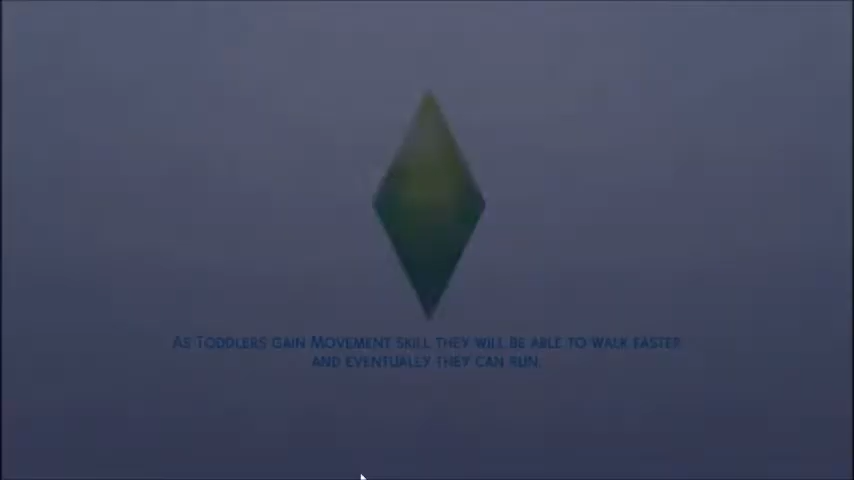 As Toddlers gain Movement skill they will be able to walk faster
and eventually they can run.